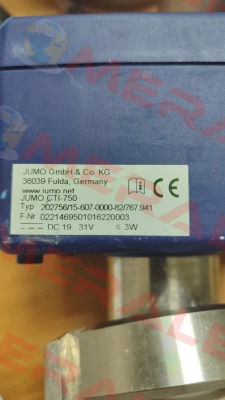 JUMO GmbH & Co. KG
36039 Fulda, Germany
www.jumo.net
JUMO CTI-750
Typ 202756/15-607-0000-82/767.941
F-Nr 0221469501016220003
DC 19...31V ≤ 3W
CE